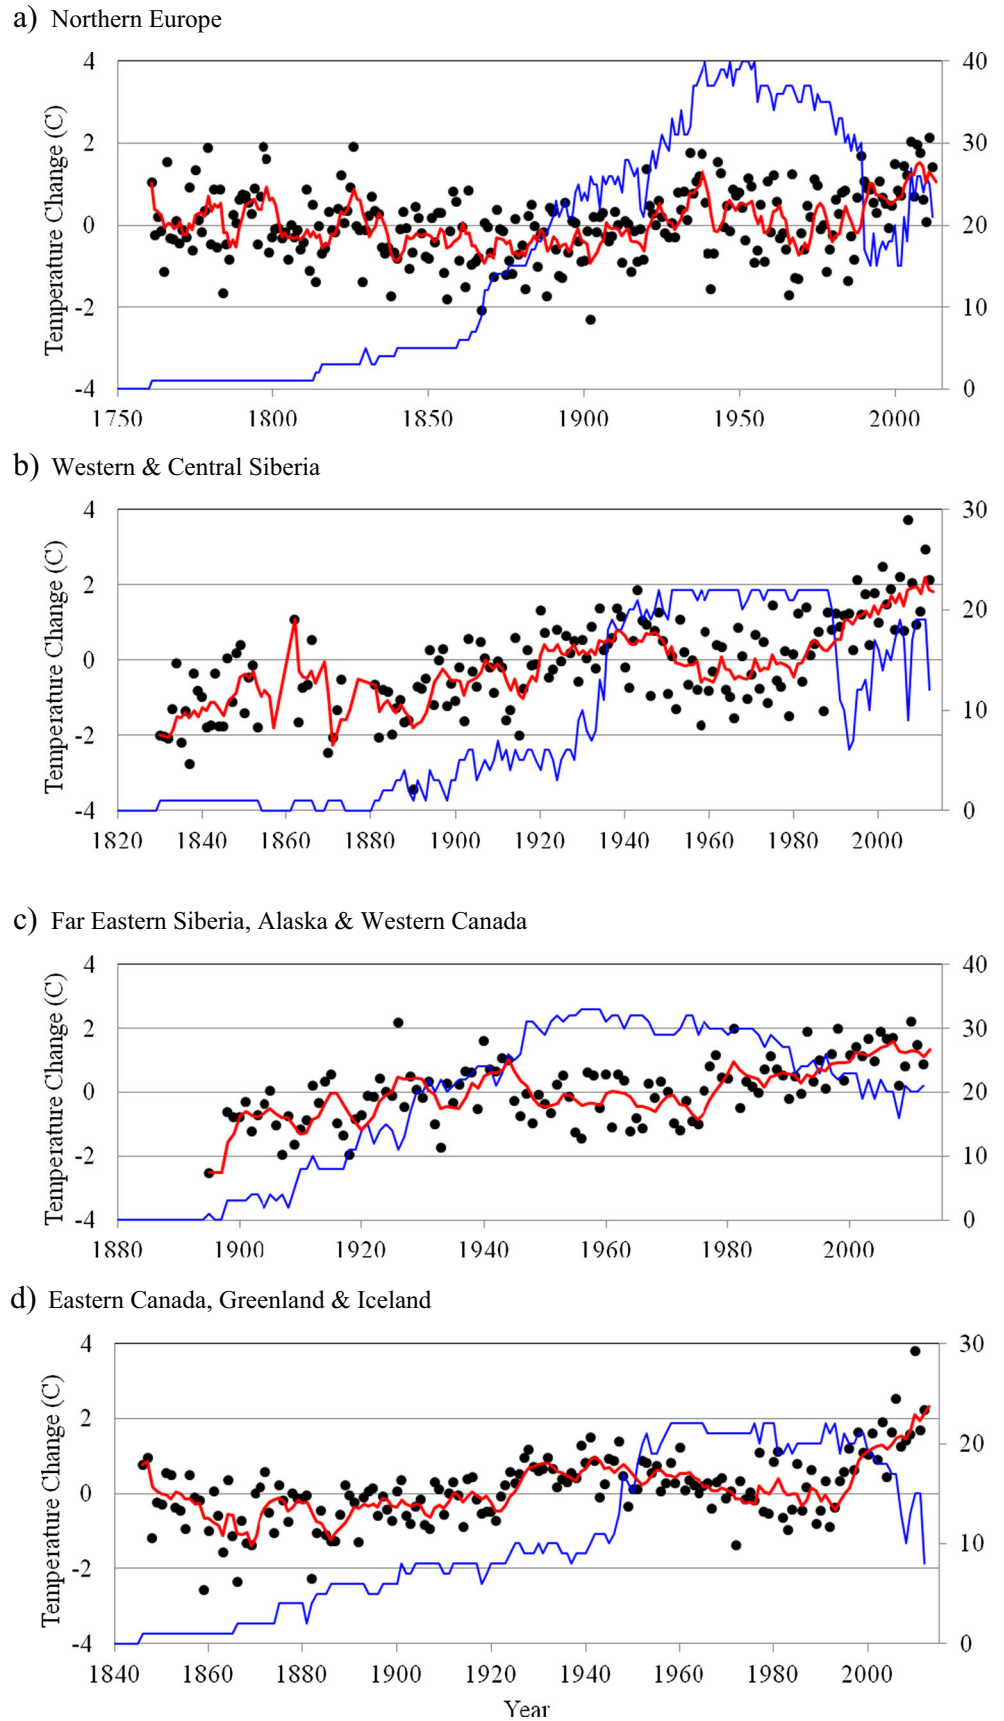 a) Northern Europe
4 40
2 30
0 20
-2 10
-4 0
Temperature Change (C)
1750 1800 1850 1900 1950 2000
b) Western & Central Siberia
4 30
2 20
0
-2 10
-4 0
Temperature Change (C)
1820 1840 1860 1880 1900 1920 1940 1960 1980 2000
c) Far Eastern Siberia, Alaska & Western Canada
4 40
2 30
0 20
-2 10
-4 0
Temperature Change (C)
1880 1900 1920 1940 1960 1980 2000
d) Eastern Canada, Greenland & Iceland
4 30
2 20
0
-2 10
-4 0
Temperature Change (C)
1840 1860 1880 1900 1920 1940 1960 1980 2000
Year